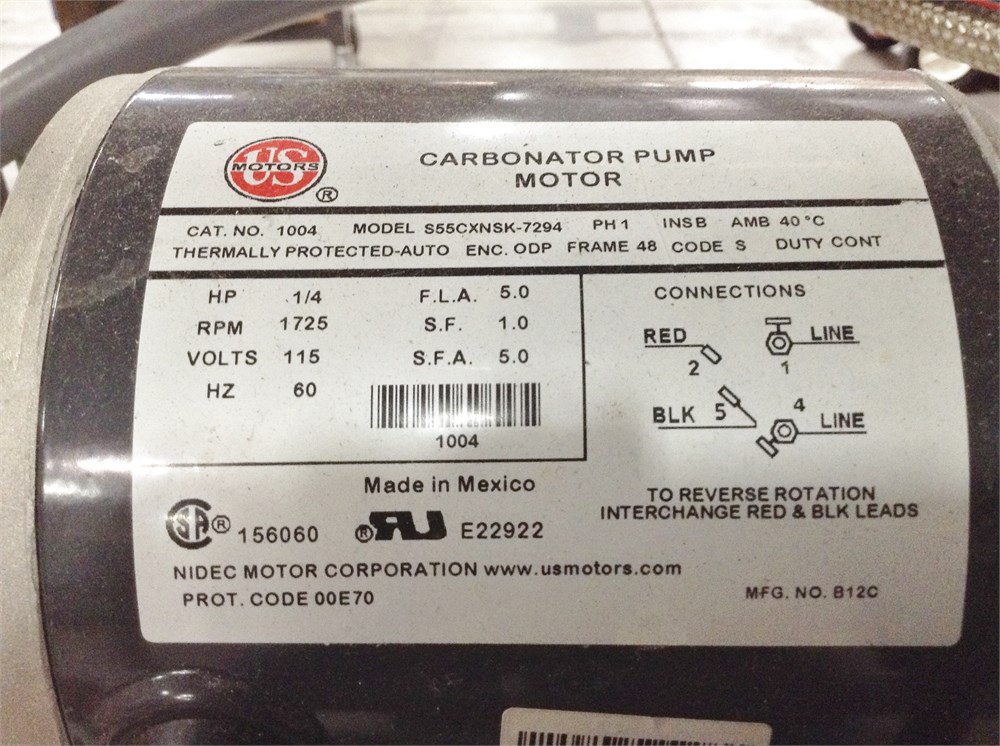 US
MOTORS
®
CARBONATOR PUMP
MOTOR
CAT. NO. 1004 MODEL S55CXNSK-7294 PH 1 INS B AMB 40 °C
THERMALLY PROTECTED-AUTO ENC. ODP FRAME 48 CODE S DUTY CONT
HP 1/4 F.L.A. 5.0
RPM 1725 S.F. 1.0
VOLTS 115 S.F.A. 5.0
HZ 60
1004
CONNECTIONS
RED 2 1 LINE
BLK 5 4 LINE
TO REVERSE ROTATION
INTERCHANGE RED & BLK LEADS
Made in Mexico
SA ® 156060 ® RU E22922
NIDEC MOTOR CORPORATION www.usmotors.com
PROT. CODE 00E70 MFG. NO. B12C